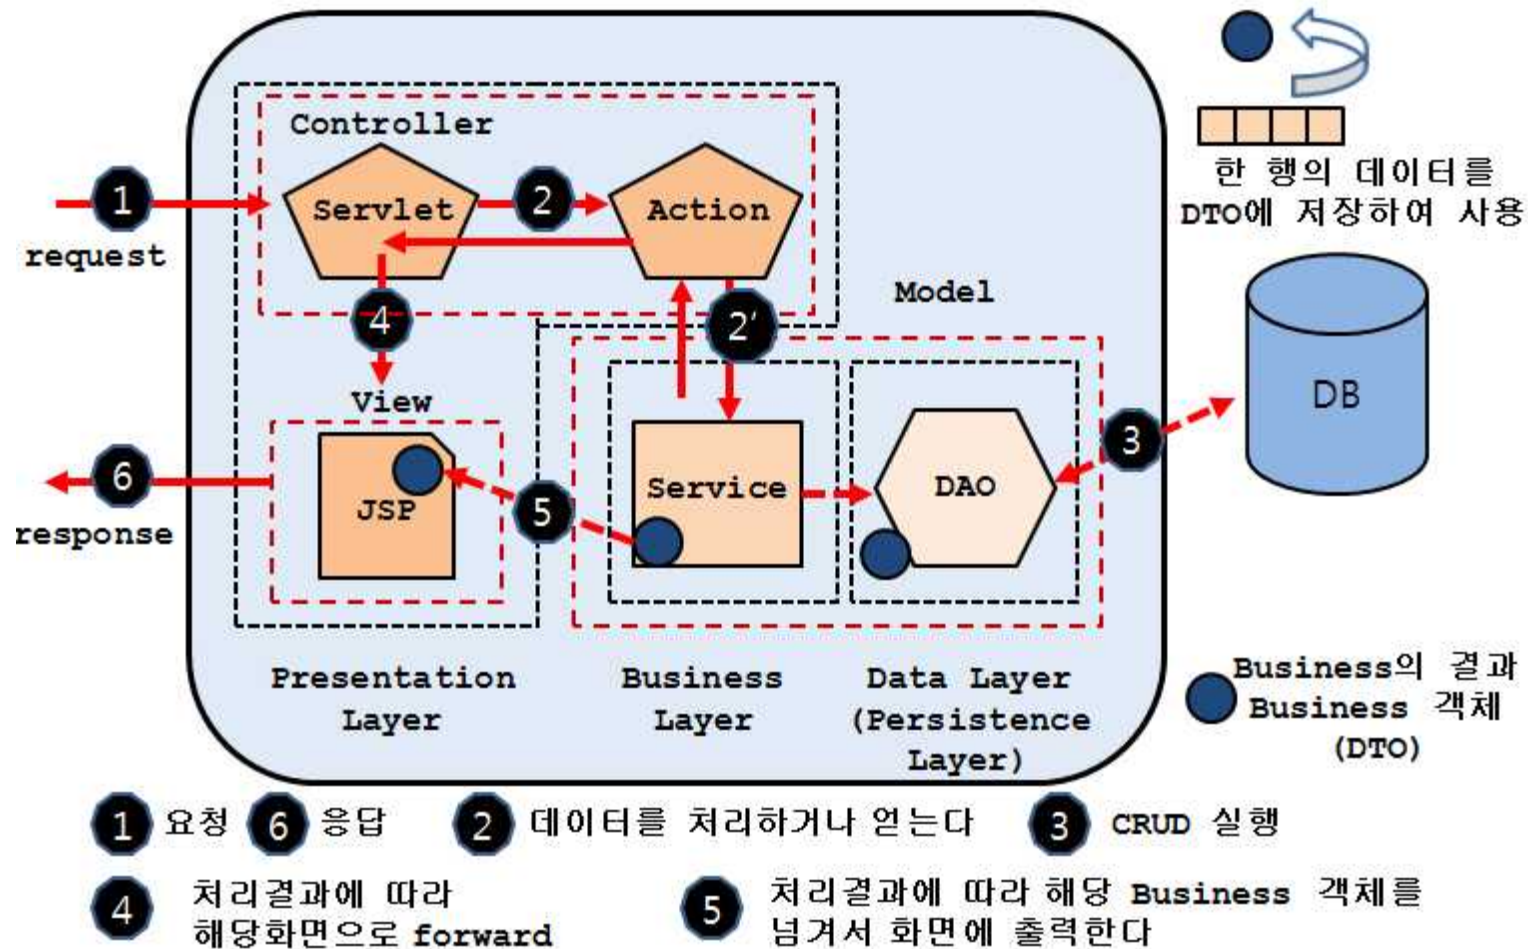 Controller
1
Servlet
2
Action
request
4
2′
Model
View
한 행의 데이터를
DTO에 저장하여 사용
DB
3
6
JSP
5
Service
DAO
response
Presentation
Layer
Business
Layer
Data Layer
(Persistence
Layer)
Business의 결과
Business 객체
(DTO)
1 요청 6 응답 2 데이터를 처리하거나 얻는다 3 CRUD 실행
4 처리결과에 따라
해당화면으로 forward
5 처리결과에 따라 해당 Business 객체를
넘겨서 화면에 출력한다